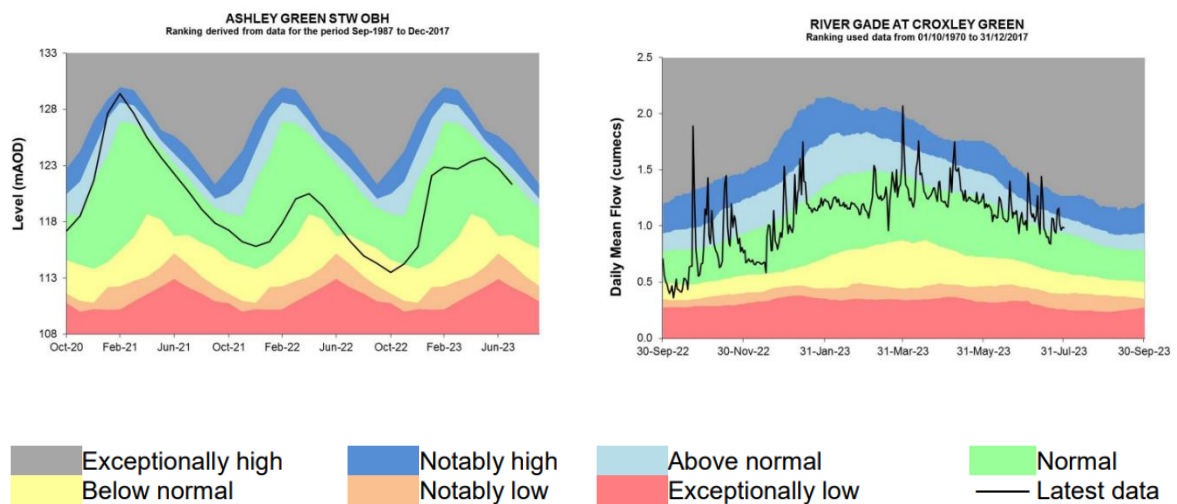 ASHLEY GREEN STW OBH
Ranking derived from data for the period Sep-1987 to Dec-2017
Level (mAOD)
133
128
123
118
113
108
Oct-20 Feb-21 Jun-21 Oct-21 Feb-22 Jun-22 Oct-22 Feb-23 Jun-23
RIVER GADE AT CROXLEY GREEN
Ranking used data from 01/10/1970 to 31/12/2017
Daily Mean Flow (cumecs)
2.5
2.0
1.5
1.0
0.5
0.0
30-Sep-22 30-Nov-22 31-Jan-23 31-Mar-23 31-May-23 31-Jul-23 30-Sep-23
Exceptionally high Notably high Above normal Normal
Below normal Notably low Exceptionally low Latest data